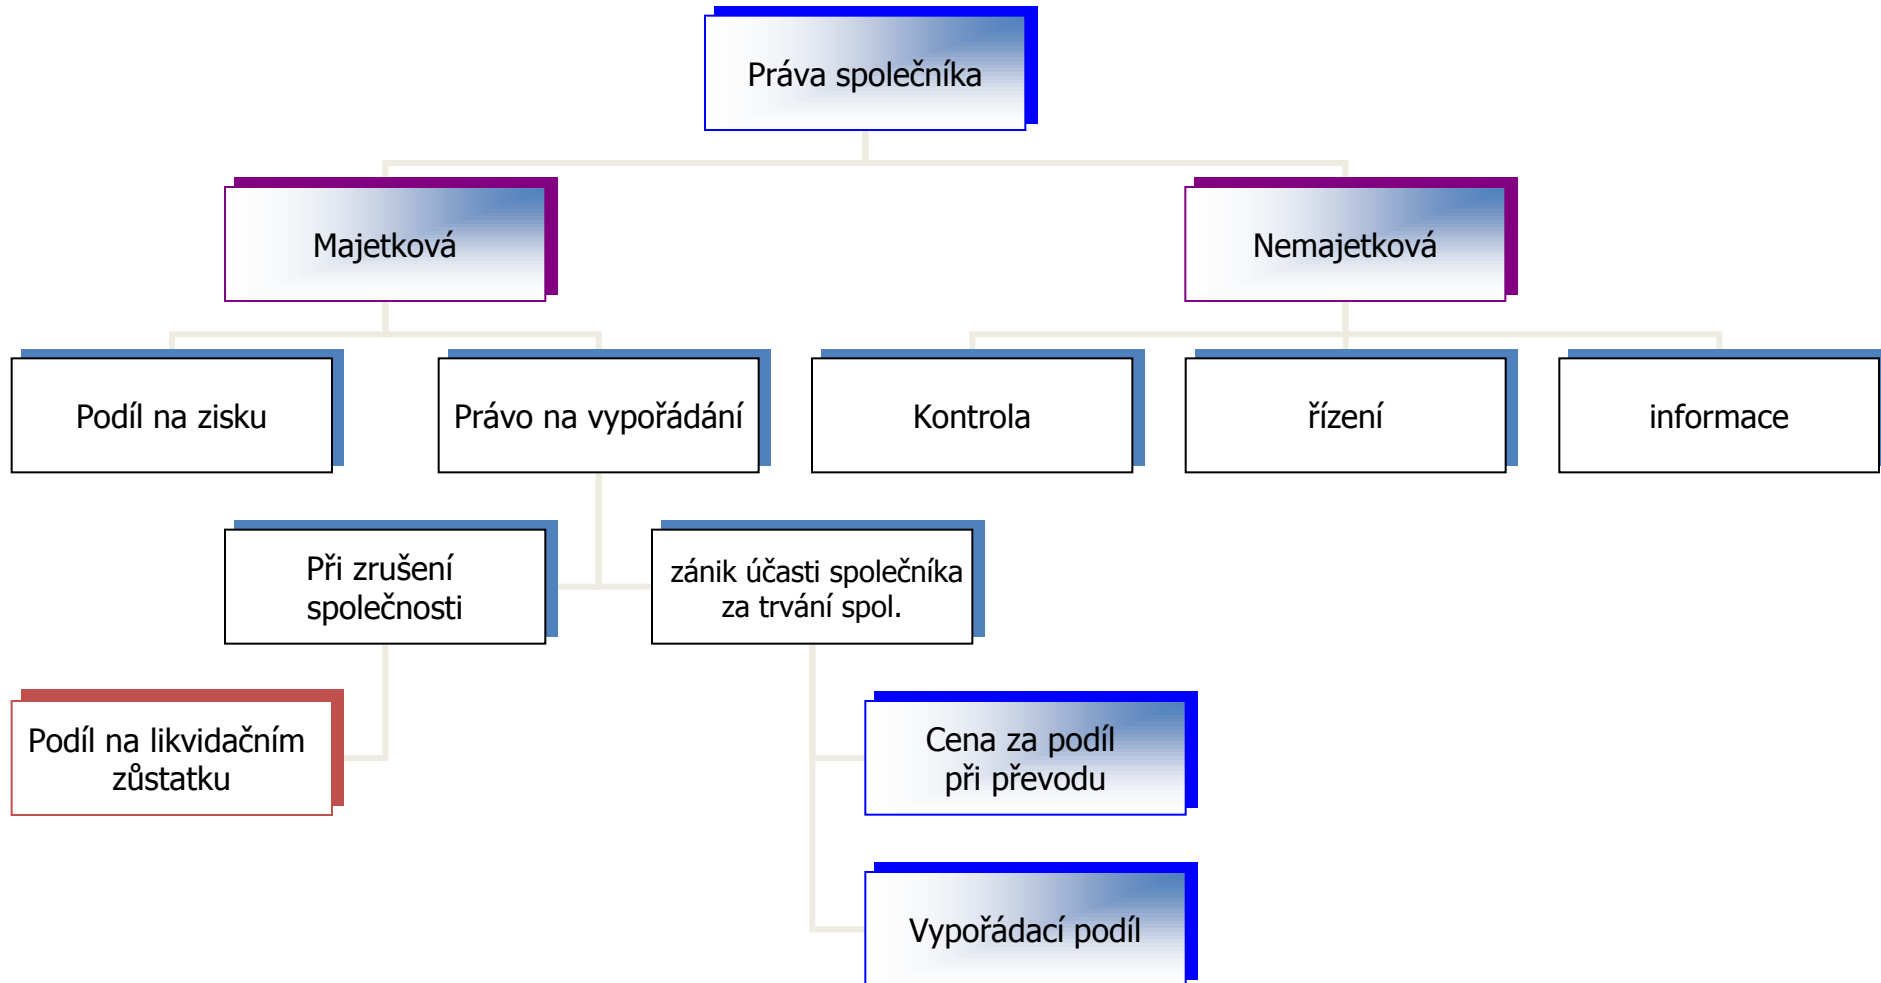 Práva společníka
Majetková
Nemajetková
Podíl na zisku
Právo na vypořádání
Kontrola
řízení
informace
Při zrušení
společnosti
zánik účasti společníka
za trvání spol.
Podíl na likvidačním
zůstatku
Cena za podíl
při převodu
Vypořádací podíl